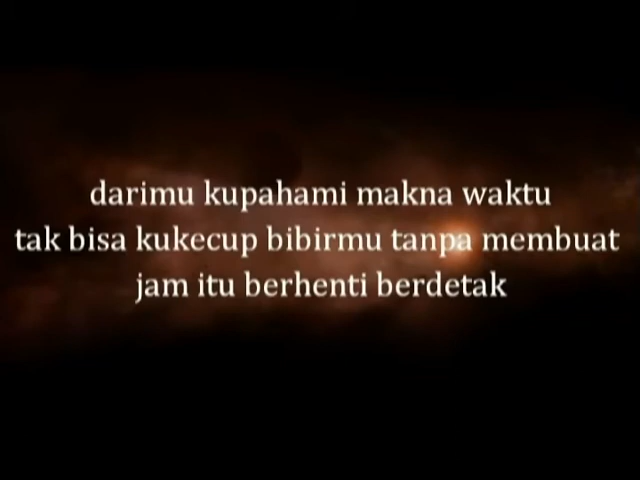 darimu kupahami makna waktu
tak bisa kukecup bibirmu tanpa membuat
jam itu berhenti berdetak